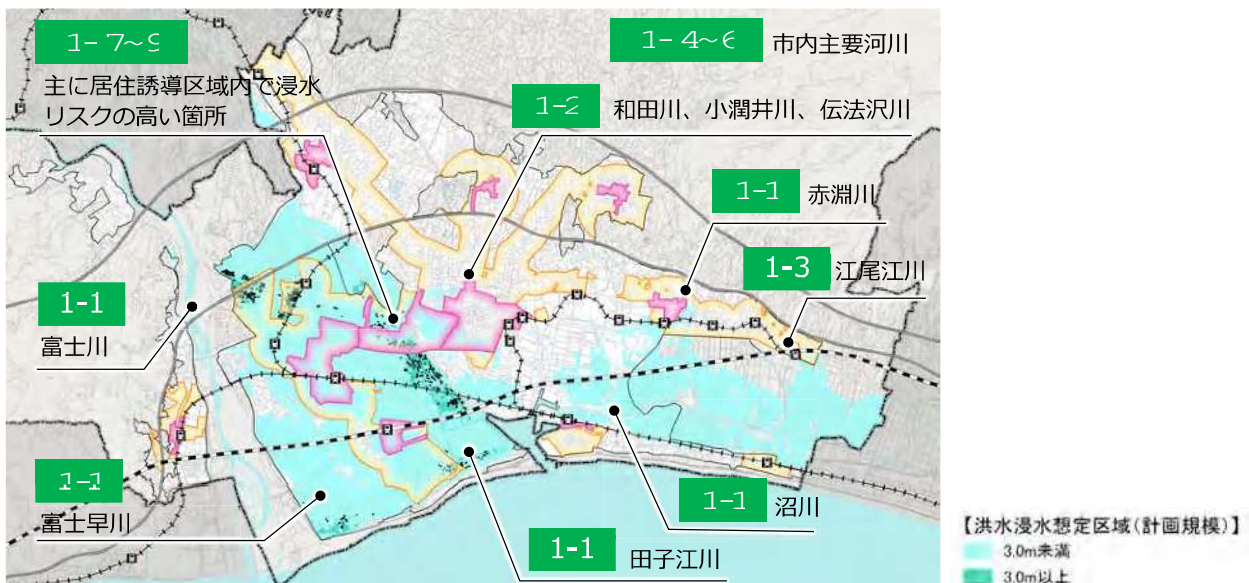 1-7~9
主に居住誘導区域内で浸水
リスクの高い箇所
1-4~6 市内主要河川
1-2 和田川、小潤井川、伝法沢川
1-1 赤淵川
1-3 江尾江川
1-1
富士川
1-1
富士早川
1-1 沼川
1-1 田子江川
【洪水浸水想定区域(計画規模)】
3.0m未満
3.0m以上